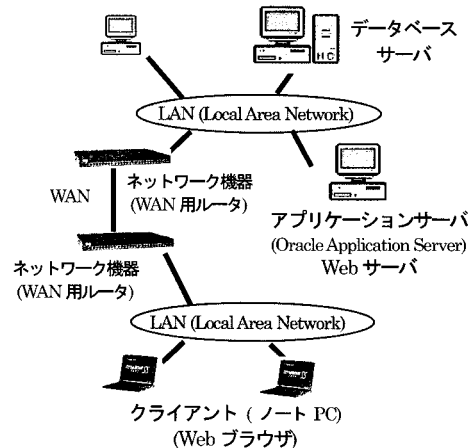 データベース
サーバ
LAN (Local Area Network)
WAN
ネットワーク機器
(WAN 用ルータ)
アプリケーションサーバ
(Oracle Application Server)
Web サーバ
ネットワーク機器
(WAN 用ルータ)
LAN (Local Area Network)
クライアント ( ノート PC)
(Web ブラウザ)